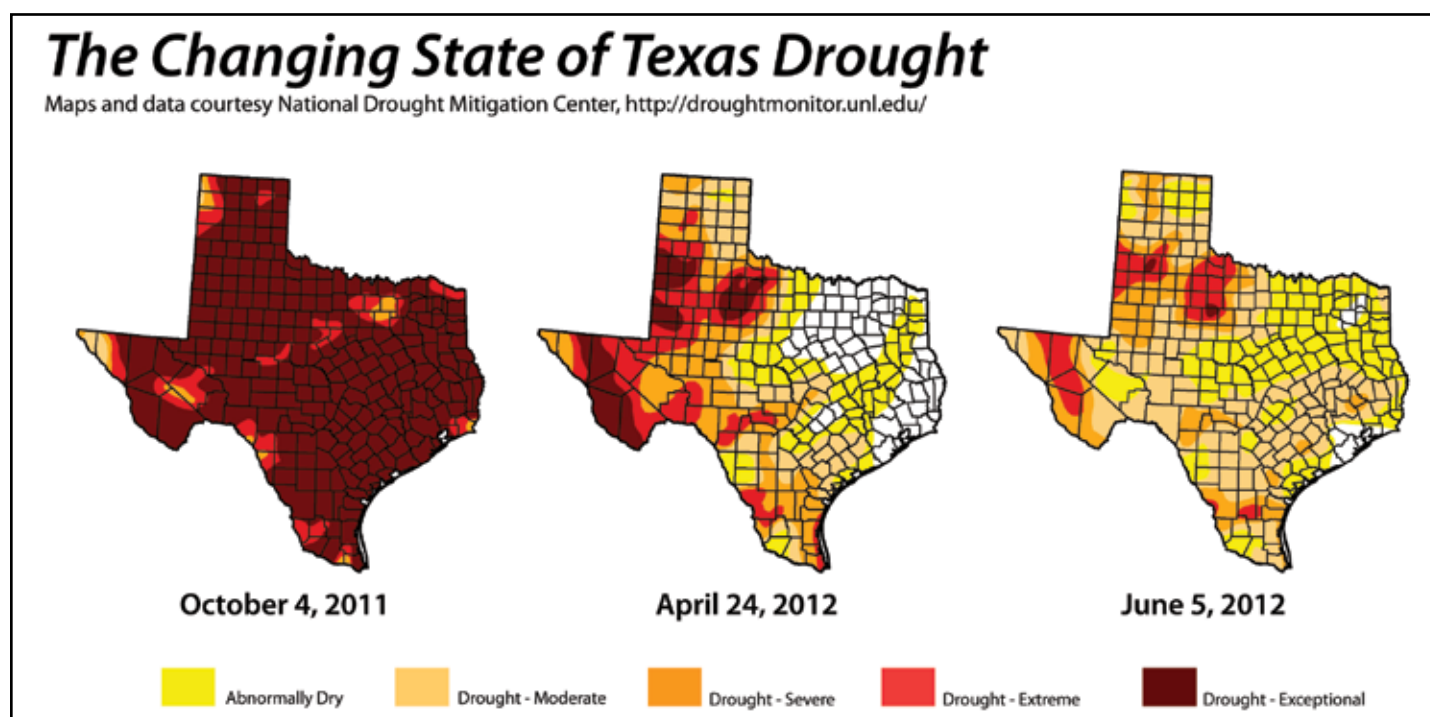 The Changing State of Texas Drought
Maps and data courtesy National Drought Mitigation Center, http://droughtmonitor.unl.edu/
October 4, 2011
April 24, 2012
June 5, 2012
Abnormally Dry
Drought - Moderate
Drought - Severe
Drought - Extreme
Drought - Exceptional